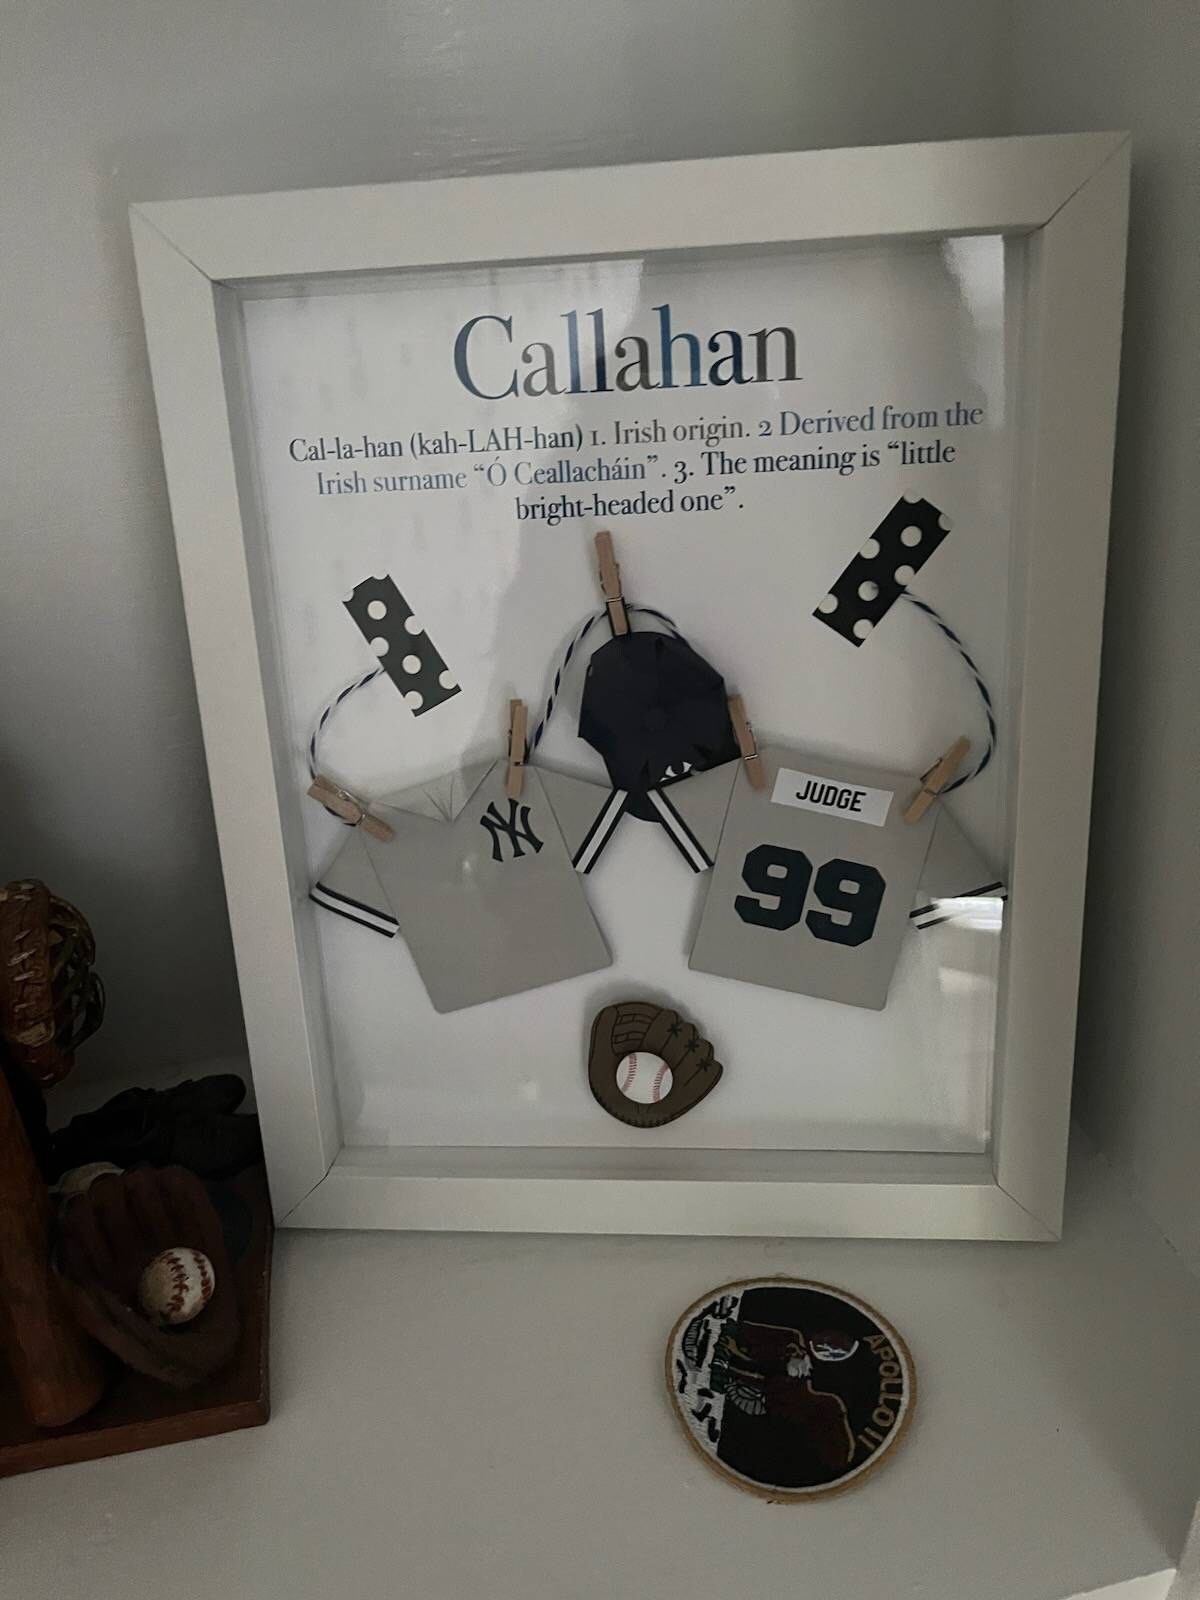 Callahan
Cal-la-han (kah-LAH-han) 1. Irish origin. 2 Derived from the
Irish surname “Ó Ceallacháin”. 3. The meaning is “little
bright-headed one”.
NY
JUDGE
99
APOLLO 11